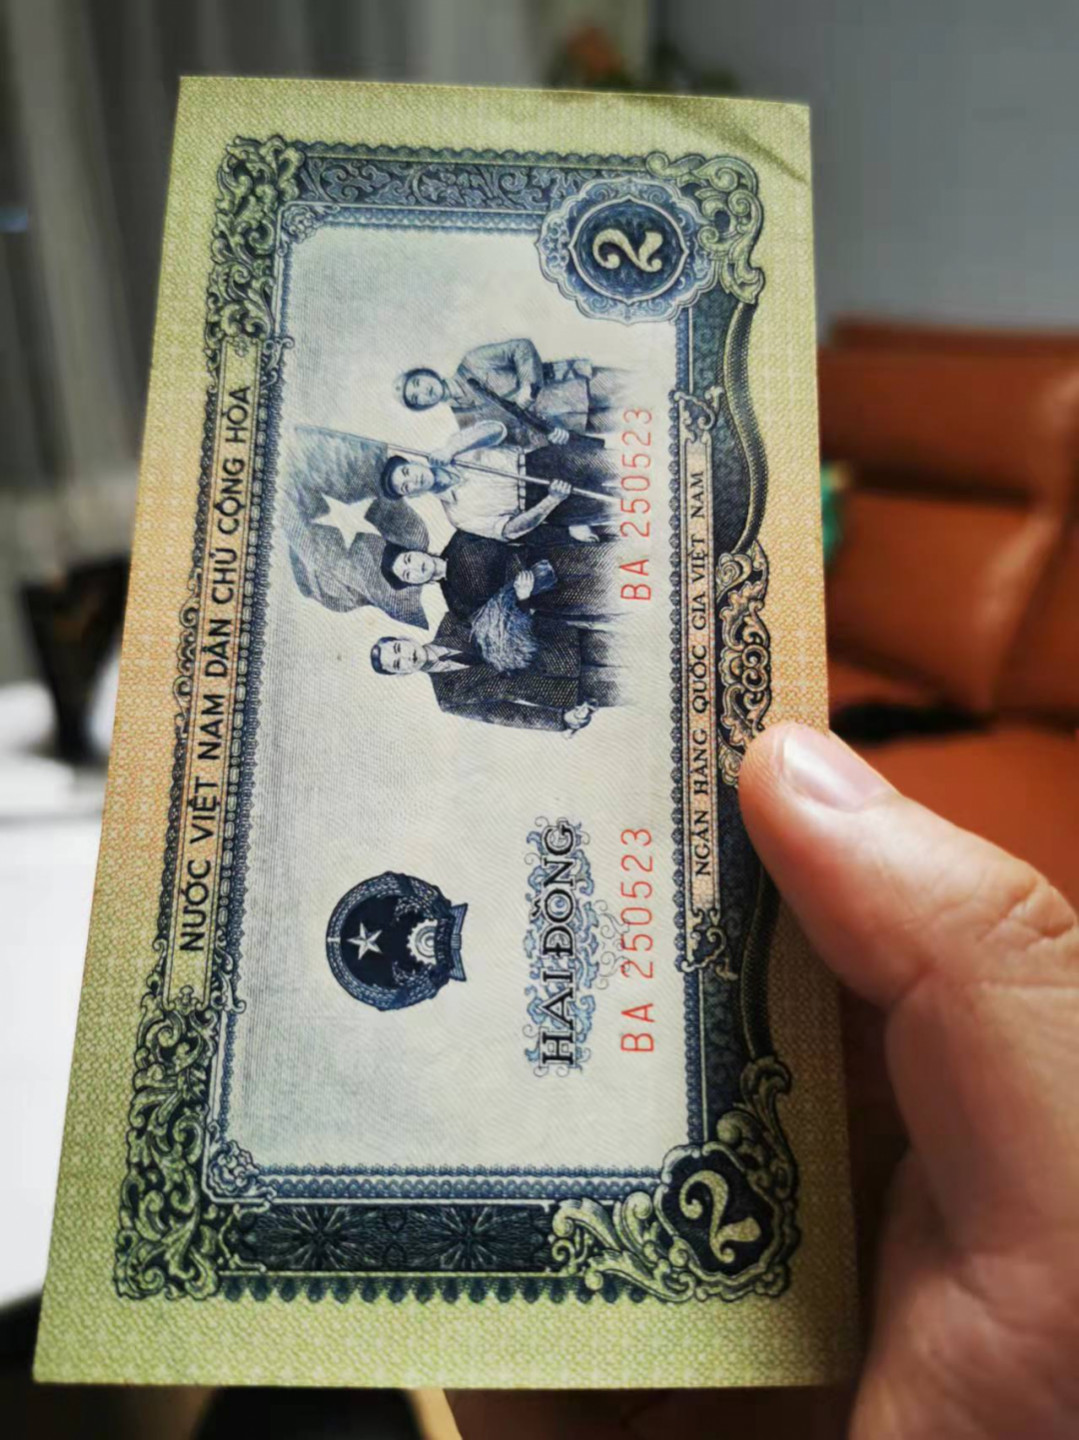 NƯỚC VIỆT NAM DÂN CHỦ CỘNG HÒA
2
HAI ĐỒNG
BA 250523
BA 250523
NGÂN HÀNG QUỐC GIA VIỆT NAM
2